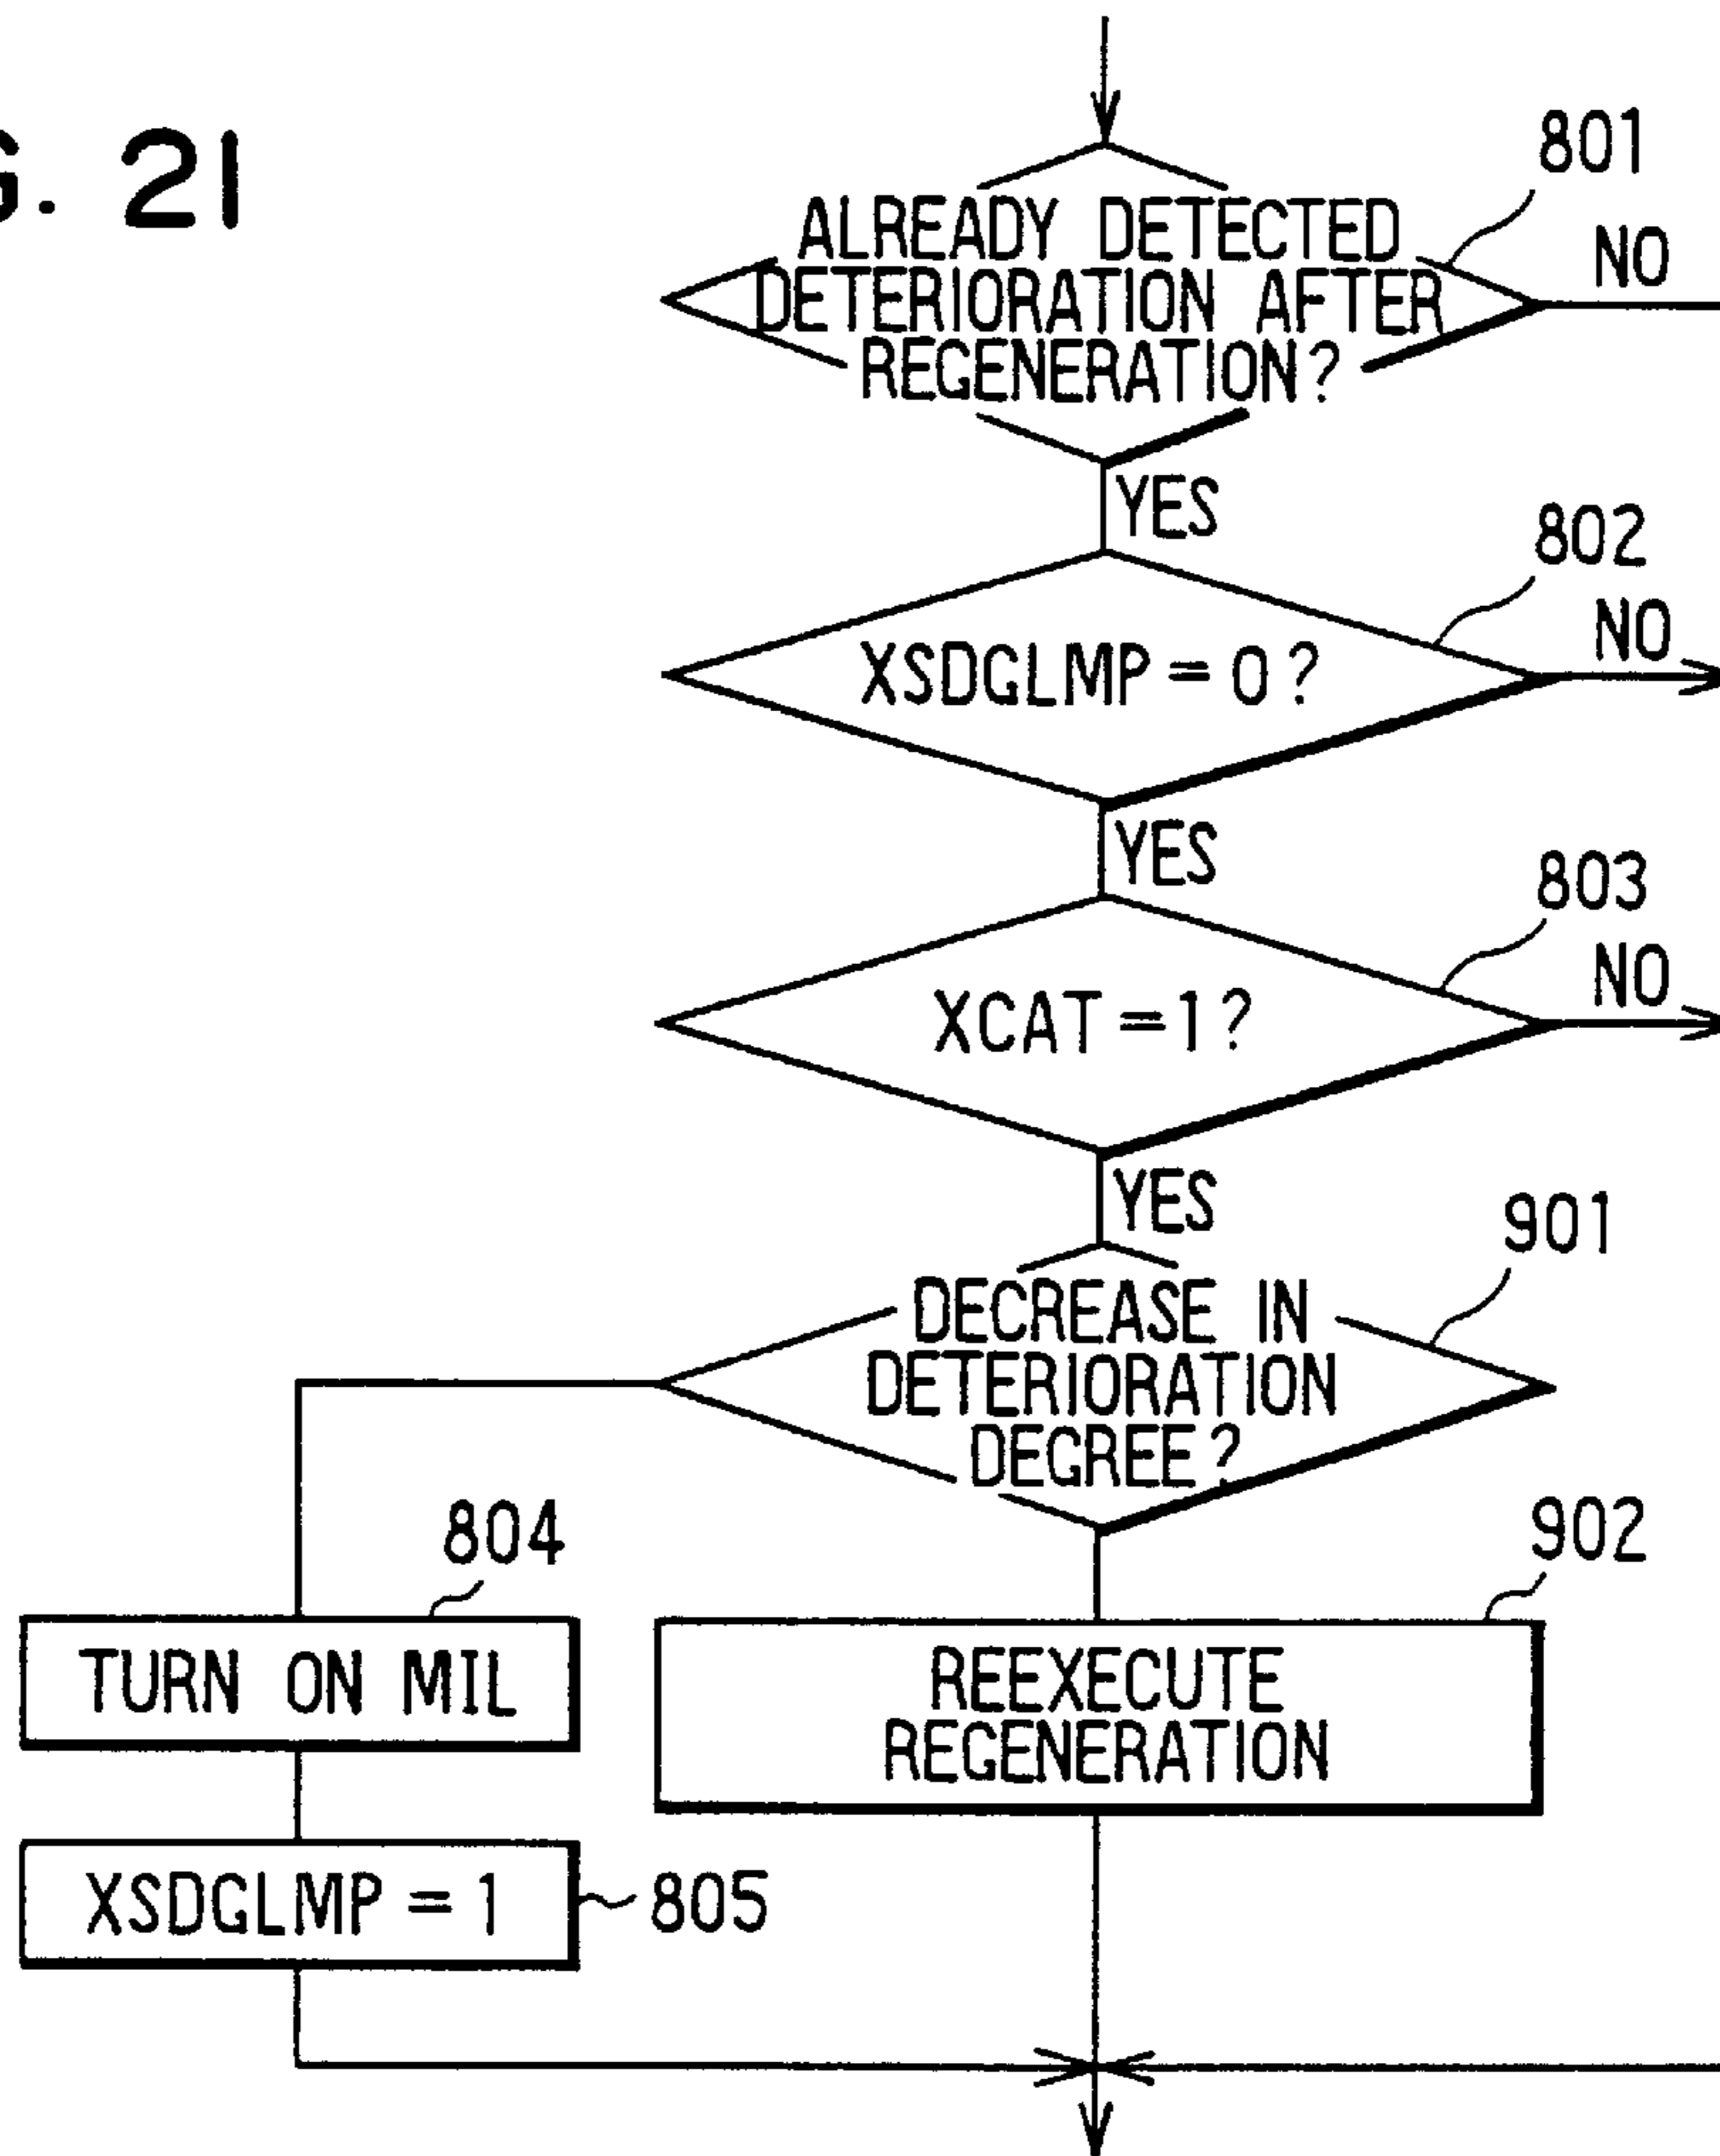 G. 21
801
ALREADY DETECTED
DETERIORATION AFTER
REGENERATION?
NO
YES
802
XSDGLMP = 0?
NO
YES
803
XCAT = 1?
NO
YES
901
DECREASE IN
DETERIORATION
DEGREE?
804
TURN ON MIL
902
REEXECUTE
REGENERATION
XSDGLMP = 1
805